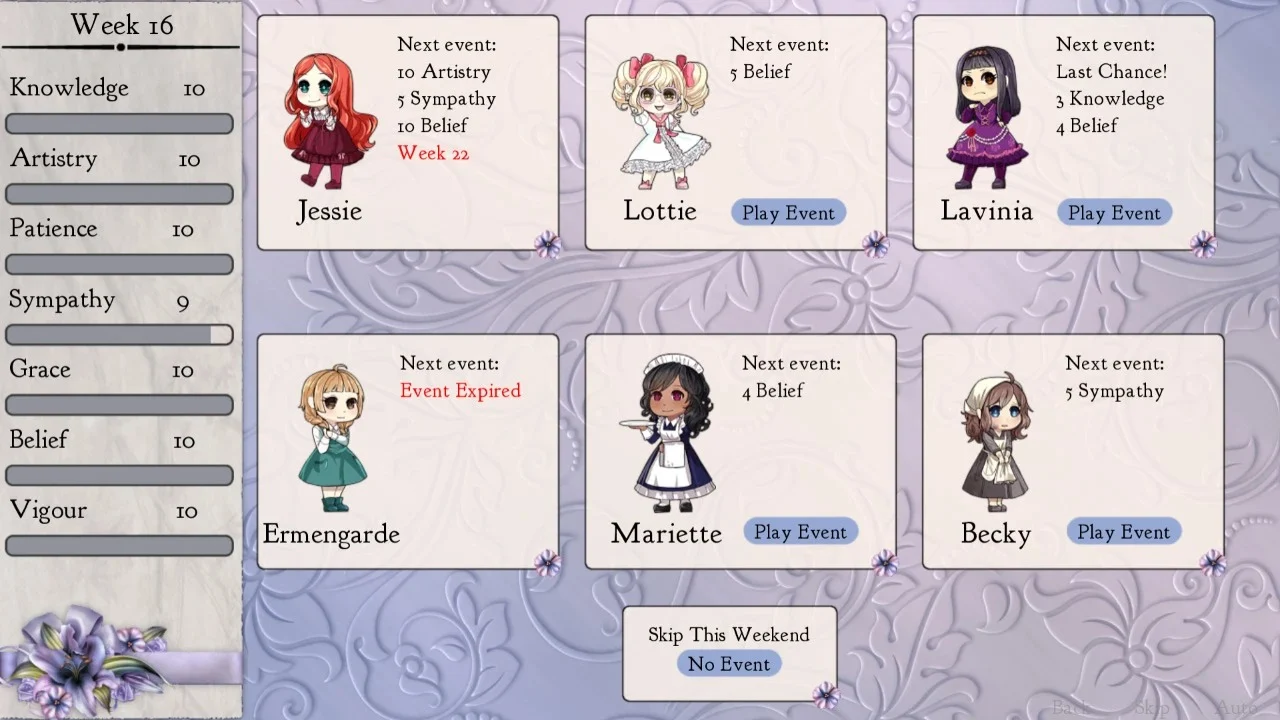 Week 16
Knowledge 10
Artistry 10
Patience 10
Sympathy 9
Grace 10
Belief 10
Vigour 10
Next event:
10 Artistry
5 Sympathy
10 Belief
Week 22
Jessie
Next event:
5 Belief
Lottie
Play Event
Next event:
Last Chance!
3 Knowledge
4 Belief
Lavinia
Play Event
Next event:
Event Expired
Ermengarde
Next event:
4 Belief
Mariette
Play Event
Next event:
5 Sympathy
Becky
Play Event
Skip This Weekend
No Event
Back Skip Auto